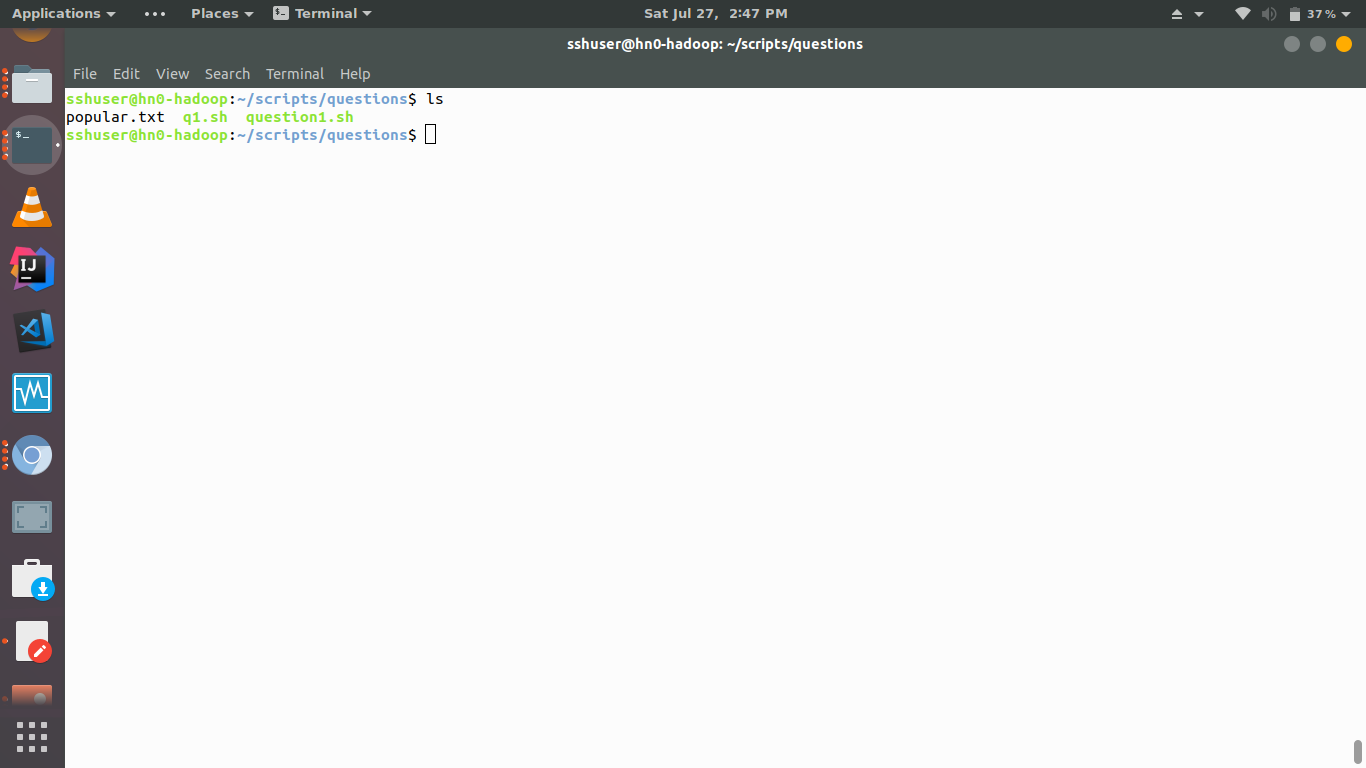 Applications Places Terminal Sat Jul 27, 2:47 PM 37%
sshuser@hn0-hadoop: ~/scripts/questions
File Edit View Search Terminal Help
sshuser@hn0-hadoop:~/scripts/questions$ ls
popular.txt q1.sh question1.sh
sshuser@hn0-hadoop:~/scripts/questions$
$_
IJ